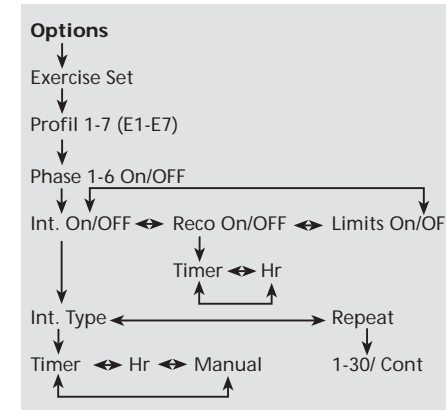 Options
Exercise Set
Profil 1-7 (E1-E7)
Phase 1-6 On/OFF
Int. On/OFF Reco On/OFF Limits On/OF
Timer Hr
Int. Type Repeat
Timer Hr Manual 1-30/ Cont